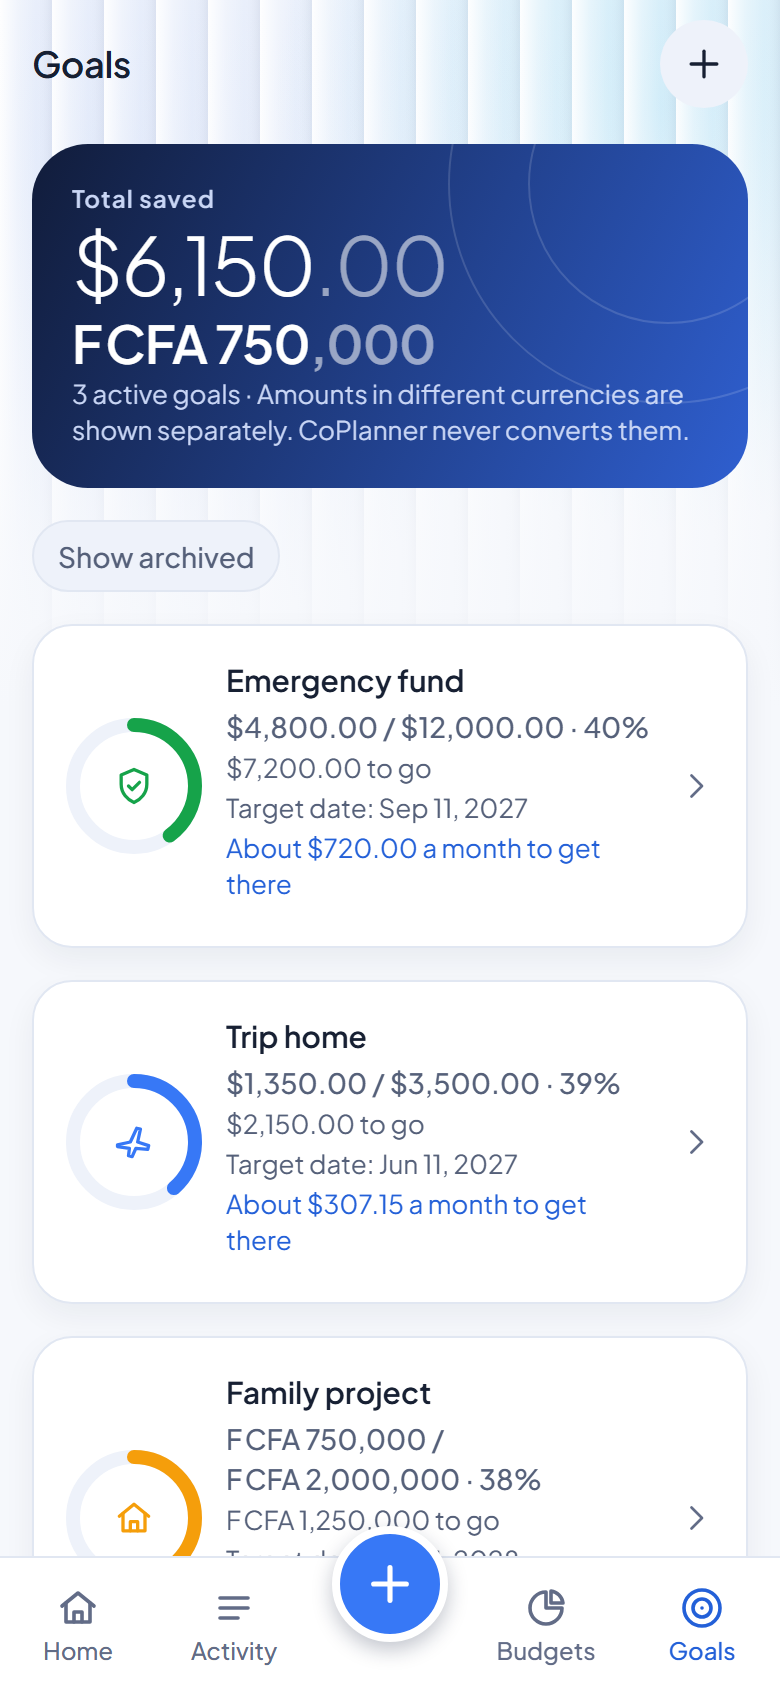 Goals
Total saved
$6,150.00
FCFA 750,000
3 active goals · Amounts in different currencies are
shown separately. CoPlanner never converts them.
Show archived
Emergency fund
$4,800.00 / $12,000.00 · 40%
$7,200.00 to go
Target date: Sep 11, 2027
About $720.00 a month to get
there
Trip home
$1,350.00 / $3,500.00 · 39%
$2,150.00 to go
Target date: Jun 11, 2027
About $307.15 a month to get
there
Family project
FCFA 750,000 /
FCFA 2,000,000 · 38%
FCFA 1,250,000 to go
Home
Activity
Budgets
Goals